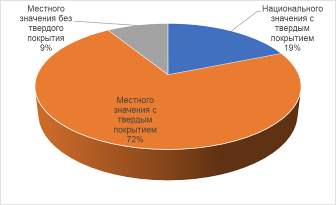 Местного
значения без
твердого
покрытия
9%
Национального
значения с
твердым
покрытием
19%
Местного
значения с
твердым
покрытием
72%